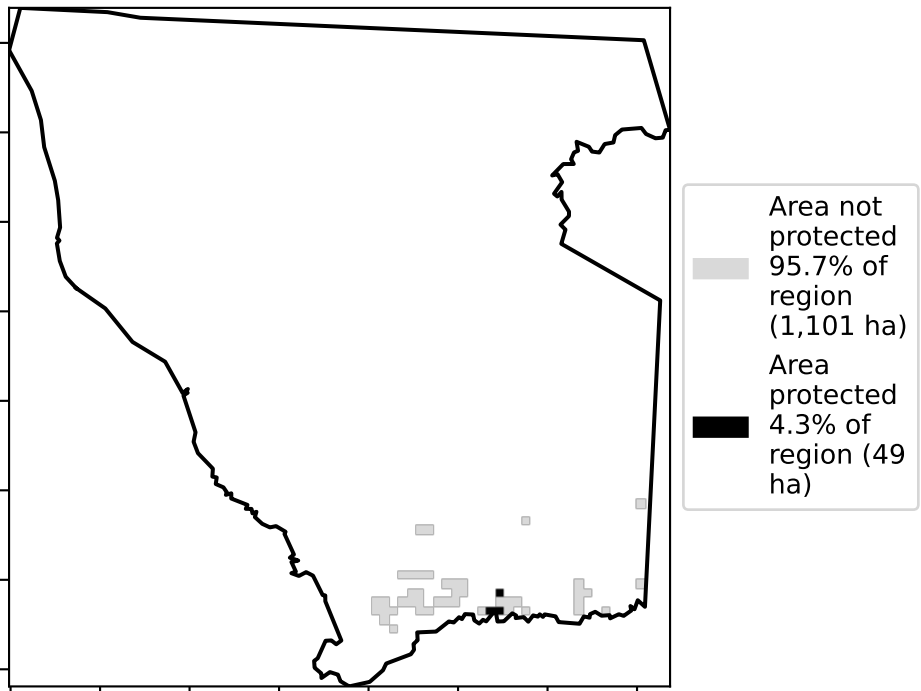 Area not
protected
95.7% of
region
(1,101 ha)
Area
protected
4.3% of
region (49
ha)